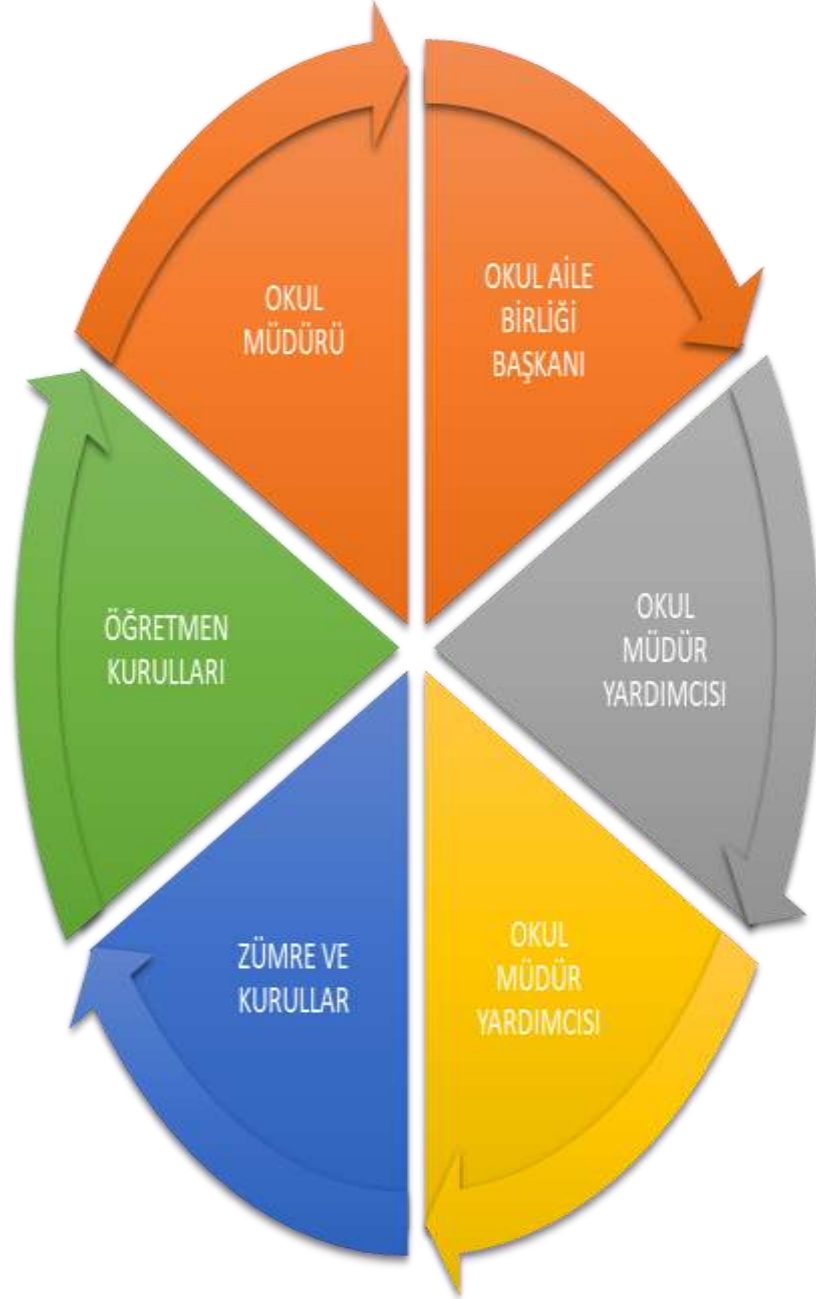 OKUL
MÜDÜRÜ
OKUL AİLE
BİRLİĞİ
BAŞKANI
OKUL
MÜDÜR
YARDIMCISI
OKUL
MÜDÜR
YARDIMCISI
ZÜMRE VE
KURULLAR
ÖĞRETMEN
KURULLARI